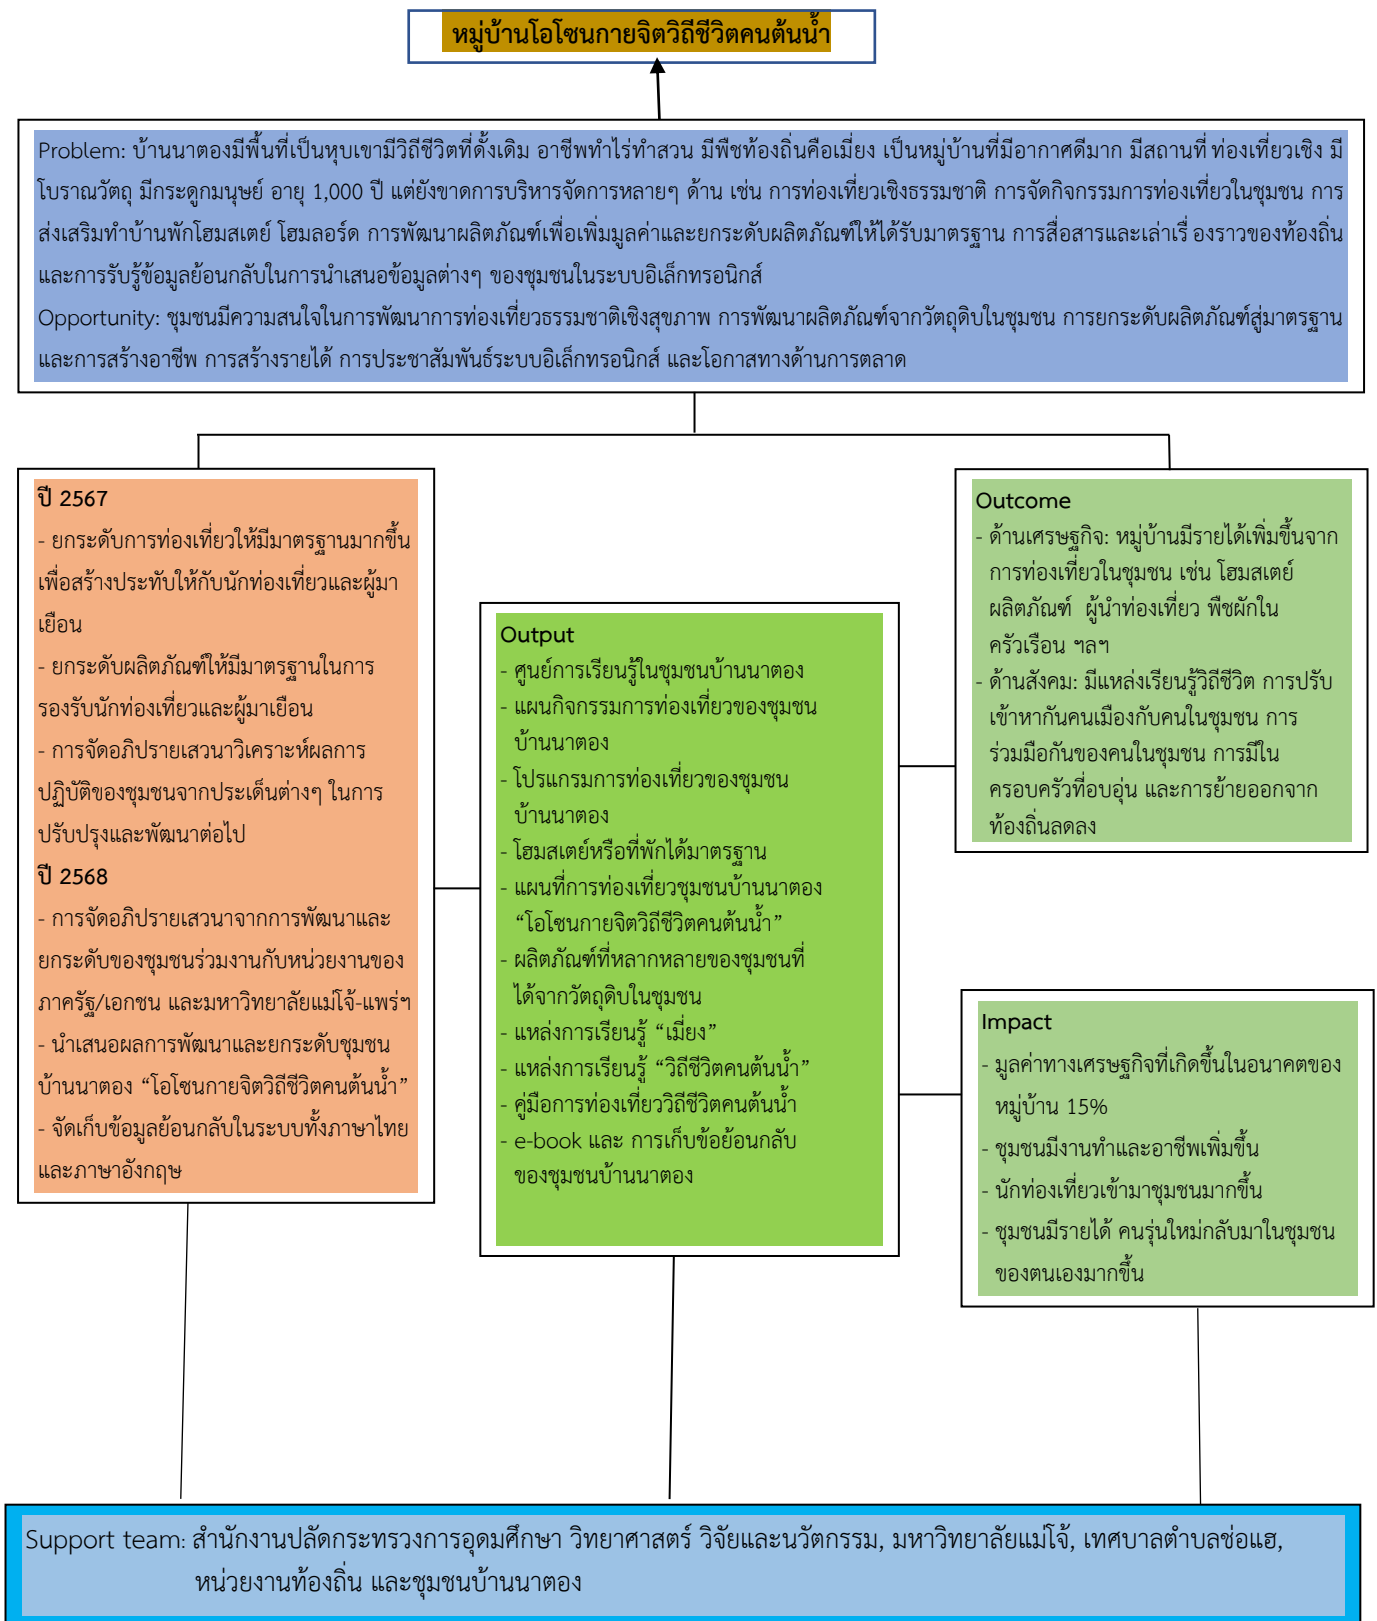 หมู่บ้านโอโซนกายจิตวิถีชีวิตคนต้นน้ำ
Problem: บ้านนาตองมีพื้นที่เป็นหุบเขามีวิถีชีวิตที่ดั้งเดิม อาชีพทำไร่ทำสวน มีพืชท้องถิ่นคือเมี่ยง เป็นหมู่บ้านที่มีอากาศดีมาก มีสถานที่ ท่องเที่ยวเชิง มี
โบราณวัตถุ มีกระดูกมนุษย์ อายุ 1,000 ปี แต่ยังขาดการบริหารจัดการหลายๆ ด้าน เช่น การท่องเที่ยวเชิงธรรมชาติ การจัดกิจกรรมการท่องเที่ยวในชุมชน การ
ส่งเสริมทำบ้านพักโฮมสเตย์ โฮมลอร์ด การพัฒนาผลิตภัณฑ์เพื่อเพิ่มมูลค่าและยกระดับผลิตภัณฑ์ให้ได้รับมาตรฐาน การสื่อสารและเล่าเรื่ องราวของท้องถิ่น
และการรับรู้ข้อมูลย้อนกลับในการนำเสนอข้อมูลต่างๆ ของชุมชนในระบบอิเล็กทรอนิกส์
Opportunity: ชุมชนมีความสนใจในการพัฒนาการท่องเที่ยวธรรมชาติเชิงสุขภาพ การพัฒนาผลิตภัณฑ์จากวัตถุดิบในชุมชน การยกระดับผลิตภัณฑ์สู่มาตรฐาน
และการสร้างอาชีพ การสร้างรายได้ การประชาสัมพันธ์ระบบอิเล็กทรอนิกส์ และโอกาสทางด้านการตลาด
ปี 2567
- ยกระดับการท่องเที่ยวให้มีมาตรฐานมากขึ้น
เพื่อสร้างประทับให้กับนักท่องเที่ยวและผู้มา
เยือน
- ยกระดับผลิตภัณฑ์ให้มีมาตรฐานในการ
รองรับนักท่องเที่ยวและผู้มาเยือน
- การจัดอภิปรายเสวนาวิเคราะห์ผลการ
ปฏิบัติของชุมชนจากประเด็นต่างๆ ในการ
ปรับปรุงและพัฒนาต่อไป
ปี 2568
- การจัดอภิปรายเสวนาจากการพัฒนาและ
ยกระดับของชุมชนร่วมงานกับหน่วยงานของ
ภาครัฐ/เอกชน และมหาวิทยาลัยแม่โจ้-แพร่ฯ
- นำเสนอผลการพัฒนาและยกระดับชุมชน
บ้านนาตอง “โอโซนกายจิตวิถีชีวิตคนต้นน้ำ”
- จัดเก็บข้อมูลย้อนกลับในระบบทั้งภาษาไทย
และภาษาอังกฤษ
Output
- ศูนย์การเรียนรู้ในชุมชนบ้านนาตอง
- แผนกิจกรรมการท่องเที่ยวของชุมชน
บ้านนาตอง
- โปรแกรมการท่องเที่ยวของชุมชน
บ้านนาตอง
- โฮมสเตย์หรือที่พักได้มาตรฐาน
- แผนที่การท่องเที่ยวชุมชนบ้านนาตอง
“โอโซนกายจิตวิถีชีวิตคนต้นน้ำ”
- ผลิตภัณฑ์ที่หลากหลายของชุมชนที่
ได้จากวัตถุดิบในชุมชน
- แหล่งการเรียนรู้ “เมี่ยง”
- แหล่งการเรียนรู้ “วิถีชีวิตคนต้นน้ำ”
- คู่มือการท่องเที่ยววิถีชีวิตคนต้นน้ำ
- e-book และ การเก็บข้อย้อนกลับ
ของชุมชนบ้านนาตอง
Outcome
- ด้านเศรษฐกิจ: หมู่บ้านมีรายได้เพิ่มขึ้นจาก
การท่องเที่ยวในชุมชน เช่น โฮมสเตย์
ผลิตภัณฑ์ ผู้นำท่องเที่ยว พืชผักใน
ครัวเรือน ฯลฯ
- ด้านสังคม: มีแหล่งเรียนรู้วิถีชีวิต การปรับ
เข้าหากันคนเมืองกับคนในชุมชน การ
ร่วมมือกันของคนในชุมชน การมีใน
ครอบครัวที่อบอุ่น และการย้ายออกจาก
ท้องถิ่นลดลง
Impact
- มูลค่าทางเศรษฐกิจที่เกิดขึ้นในอนาคตของ
หมู่บ้าน 15%
- ชุมชนมีงานทำและอาชีพเพิ่มขึ้น
- นักท่องเที่ยวเข้ามาชุมชนมากขึ้น
- ชุมชนมีรายได้ คนรุ่นใหม่กลับมาในชุมชน
ของตนเองมากขึ้น
Support team: สำนักงานปลัดกระทรวงการอุดมศึกษา วิทยาศาสตร์ วิจัยและนวัตกรรม, มหาวิทยาลัยแม่โจ้, เทศบาลตำบลช่อแฮ,
หน่วยงานท้องถิ่น และชุมชนบ้านนาตอง